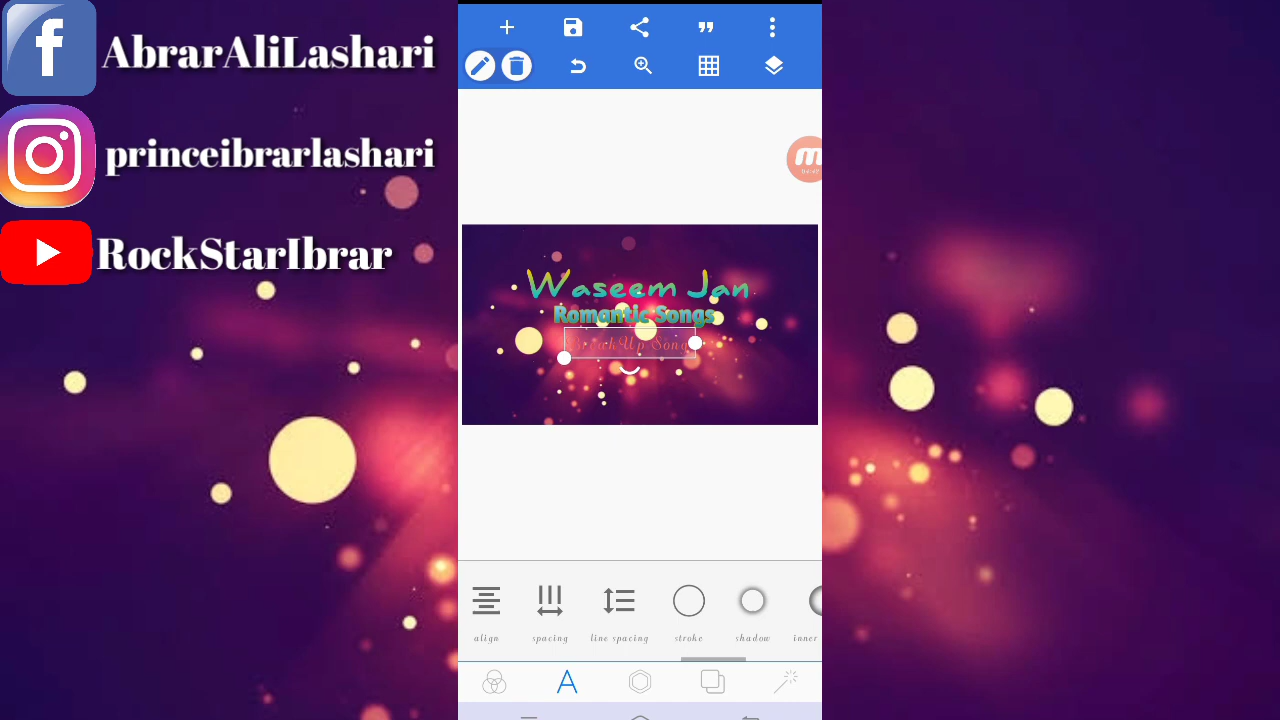 AbrarAliLashari
princeibrarlashari
RockStarIbrar
Waseem Jan
Romantic Songs
BreakUp Song
align
spacing
line spacing
stroke
shadow
inner